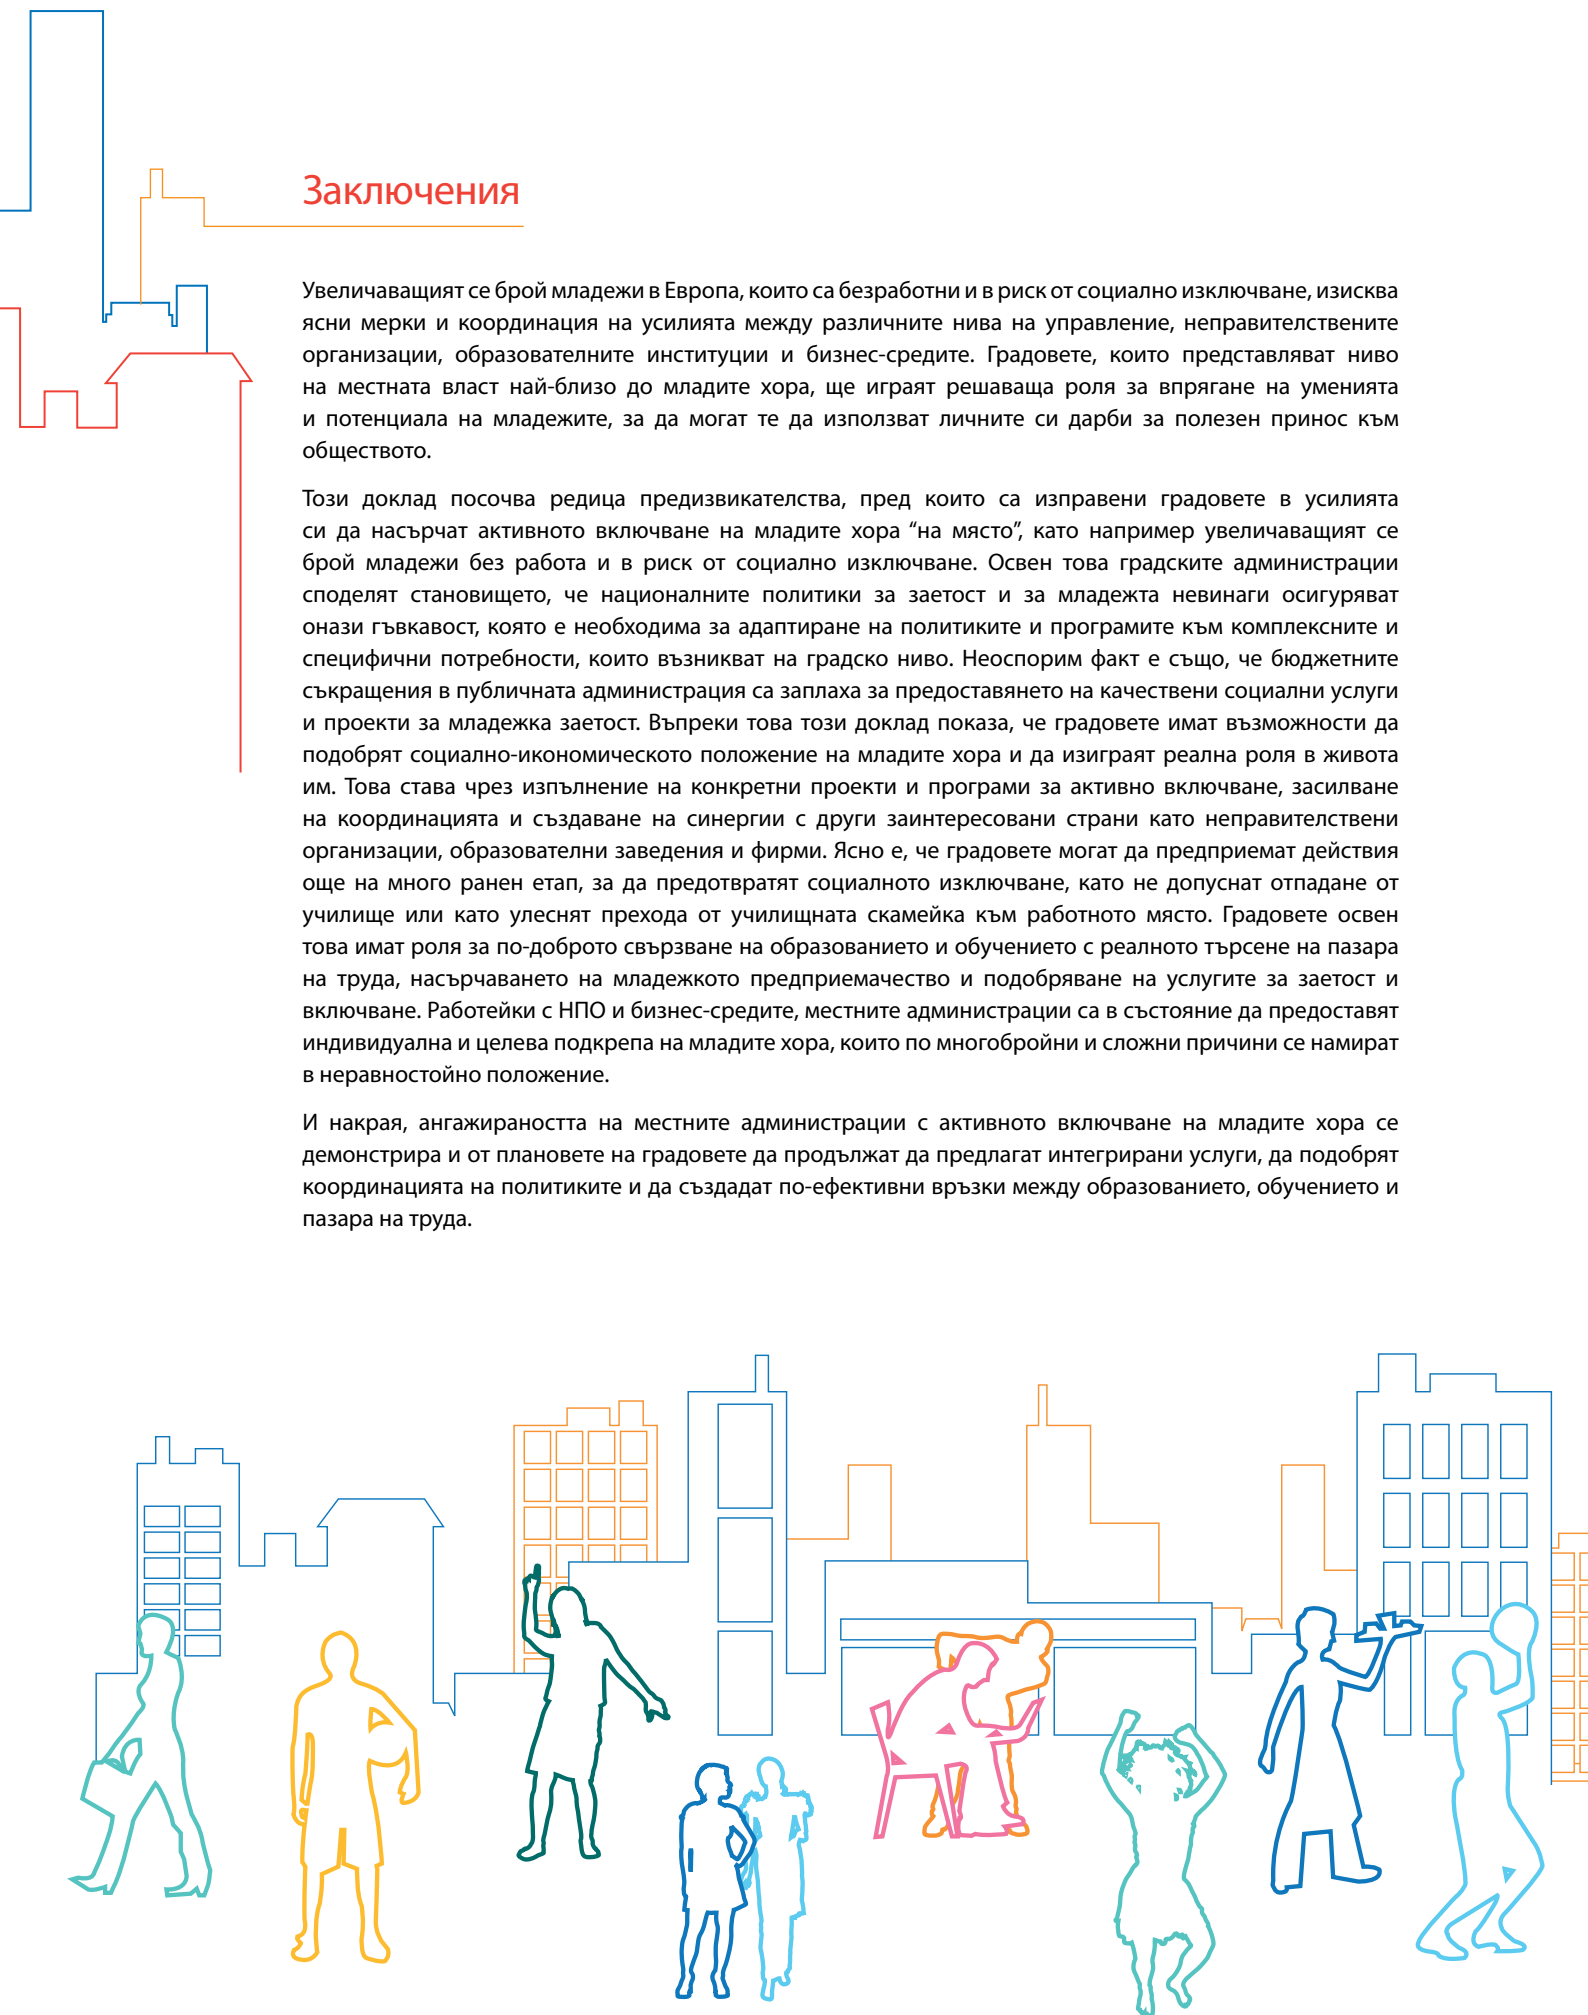 Заключения
Увеличаващият се брой младежи в Европа, които са безработни и в риск от социално изключване, изисква
ясни мерки и координация на усилията между различните нива на управление, неправителствените
организации, образователните институции и бизнес-средите. Градовете, които представляват ниво
на местната власт най-близо до младите хора, ще играят решаваща роля за впрягане на уменията
и потенциала на младежите, за да могат те да използват личните си дарби за полезен принос към
обществото.
Този доклад посочва редица предизвикателства, пред които са изправени градовете в усилията
си да насърчат активното включване на младите хора “на място”, като например увеличаващият се
брой младежи без работа и в риск от социално изключване. Освен това градските администрации
споделят становището, че националните политики за заетост и за младежта невинаги осигуряват
онази гъвкавост, която е необходима за адаптиране на политиките и програмите към комплексните и
специфични потребности, които възникват на градско ниво. Неоспорим факт е също, че бюджетните
съкращения в публичната администрация са заплаха за предоставянето на качествени социални услуги
и проекти за младежка заетост. Въпреки това този доклад показа, че градовете имат възможности да
подобрят социално-икономическото положение на младите хора и да изиграят реална роля в живота
им. Това става чрез изпълнение на конкретни проекти и програми за активно включване, засилване
на координацията и създаване на синергии с други заинтересовани страни като неправителствени
организации, образователни заведения и фирми. Ясно е, че градовете могат да предприемат действия
още на много ранен етап, за да предотвратят социалното изключване, като не допуснат отпадане от
училище или като улеснят прехода от училищната скамейка към работното място. Градовете освен
това имат роля за по-доброто свързване на образованието и обучението с реалното търсене на пазара
на труда, насърчаването на младежкото предприемачество и подобряване на услугите за заетост и
включване. Работейки с НПО и бизнес-средите, местните администрации са в състояние да предоставят
индивидуална и целева подкрепа на младите хора, които по многобройни и сложни причини се намират
в неравностойно положение.
И накрая, ангажираността на местните администрации с активното включване на младите хора се
демонстрира и от плановете на градовете да продължат да предлагат интегрирани услуги, да подобрят
координацията на политиките и да създадат по-ефективни връзки между образованието, обучението и
пазара на труда.